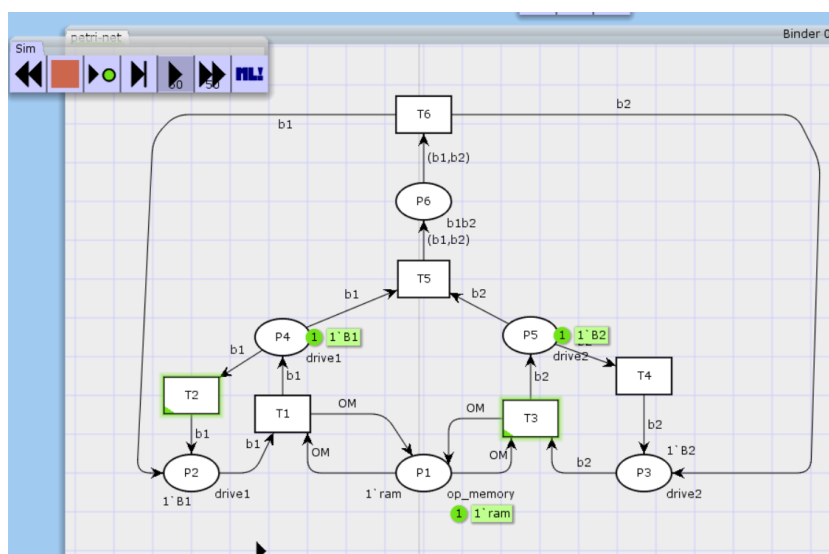 petri-net
Binder 0
Sim
60
50
ML!
T6
b1
b2
(b1,b2)
P6
b1b2
(b1,b2)
T5
b1
b2
P4
1
1`B1
drive1
P5
1
1`B2
drive2
b1
b1
b2
T4
T2
T1
OM
OM
T3
b1
b1
OM
OM
b2
b2
P2
1`B1
drive1
P1
1`ram
op_memory
1
1`ram
P3
1`B2
drive2